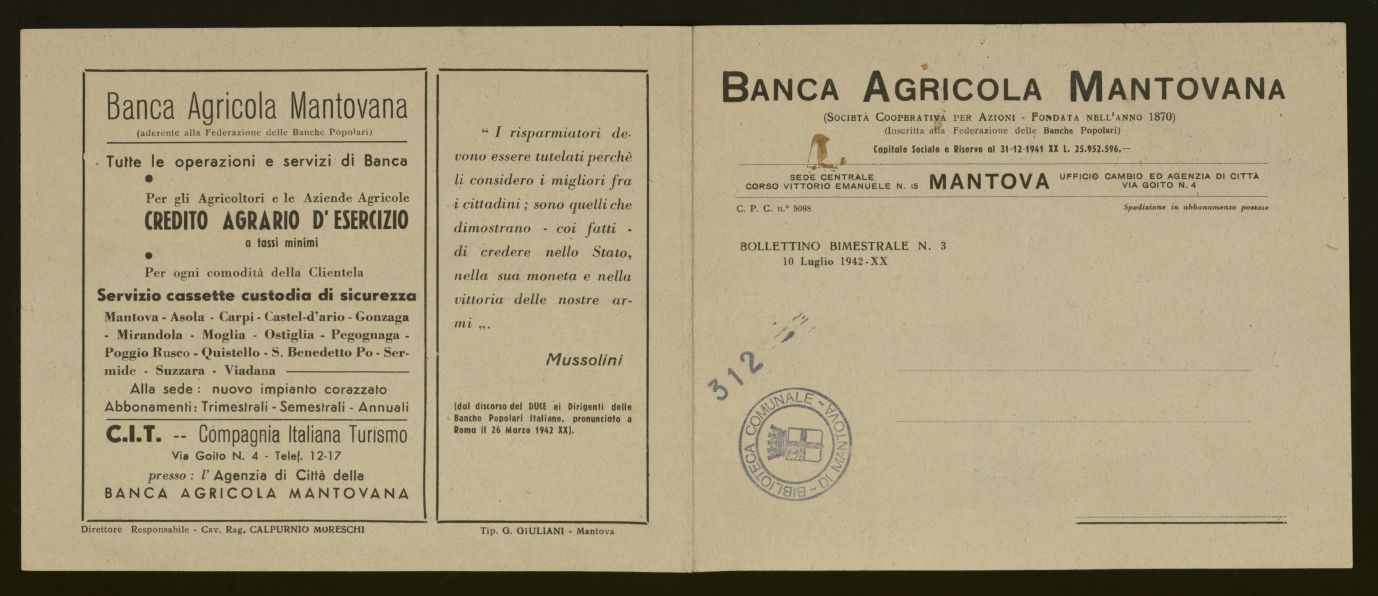 Banca Agricola Mantovana
(aderente alla Federazione delle Banche Popolari)
Tutte le operazioni e servizi di Banca
Per gli Agricoltori e le Aziende Agricole
CREDITO AGRARIO D'ESERCIZIO
a tassi minimi
Per ogni comodità della Clientela
Servizio cassette custodia di sicurezza
Mantova - Asola - Carpi - Castel-d'ario - Gonzaga
- Mirandola - Moglia - Ostiglia - Pegognaga -
Poggio Rusco - Quistello - S. Benedetto Po - Ser-
mide - Suzzara - Viadana
Alla sede : nuovo impianto corazzato
Abbonamenti : Trimestrali - Semestrali - Annuali
C.I.T. -- Compagnia Italiana Turismo
Via Goito N. 4 - Telef. 12-17
presso : l'Agenzia di Città della
BANCA AGRICOLA MANTOVANA
Direttore Responsabile - Cav. Rag. CALPURNIO MORESCHI
“ I risparmiatori de-
vono essere tutelati perchè
li considero i migliori fra
i cittadini ; sono quelli che
dimostrano - coi fatti -
di credere nello Stato,
nella sua moneta e nella
vittoria delle nostre ar-
mi „.
Mussolini
(dal discorso del DUCE ai Dirigenti delle
Banche Popolari Italiane, pronunciato a
Roma il 26 Marzo 1942 XX).
Tip. G. GIULIANI - Mantova
BANCA AGRICOLA MANTOVANA
(SOCIETÀ COOPERATIVA PER AZIONI - FONDATA NELL'ANNO 1870)
(Inscritta alla Federazione delle Banche Popolari)
Capitale Sociale e Riserve al 31-12-1941 XX L. 25.952.596,—
SEDE CENTRALE
CORSO VITTORIO EMANUELE N. 15
MANTOVA
UFFICIO CAMBIO ED AGENZIA DI CITTÀ
VIA GOITO N. 4
C. P. C. n.° 5088
Spedizione in abbonamento postale
BOLLETTINO BIMESTRALE N. 3
10 Luglio 1942-XX
312
BIBLIOTECA COMUNALE - DI MANTOVA -